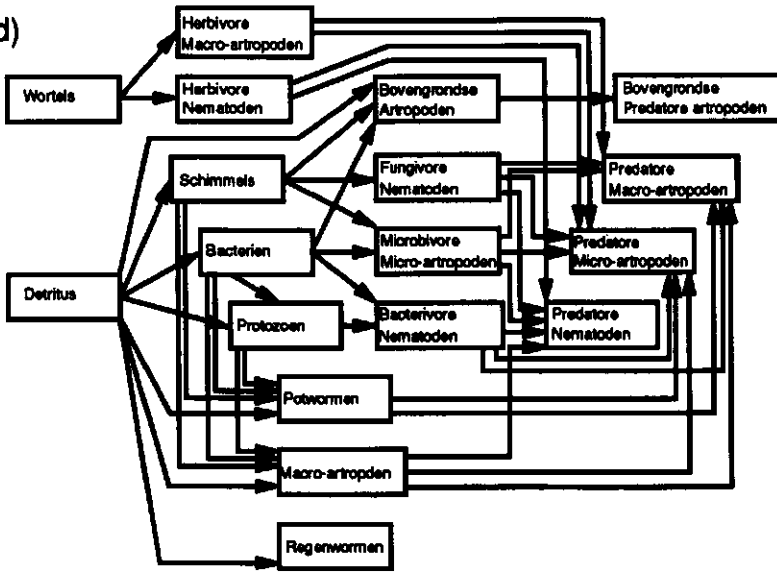 d)
Herbivore
Macro-artropoden
Wortels
Herbivore
Nematoden
Bovengrondse
Artropoden
Bovengrondse
Predatore artropoden
Schimmels
Fungivore
Nematoden
Predatore
Macro-artropoden
Bacterien
Microbivore
Micro-artropoden
Predatore
Micro-artropoden
Detritus
Protozoen
Bacterivore
Nematoden
Predatore
Nematoden
Potwormen
Macro-artropden
Regenwormen